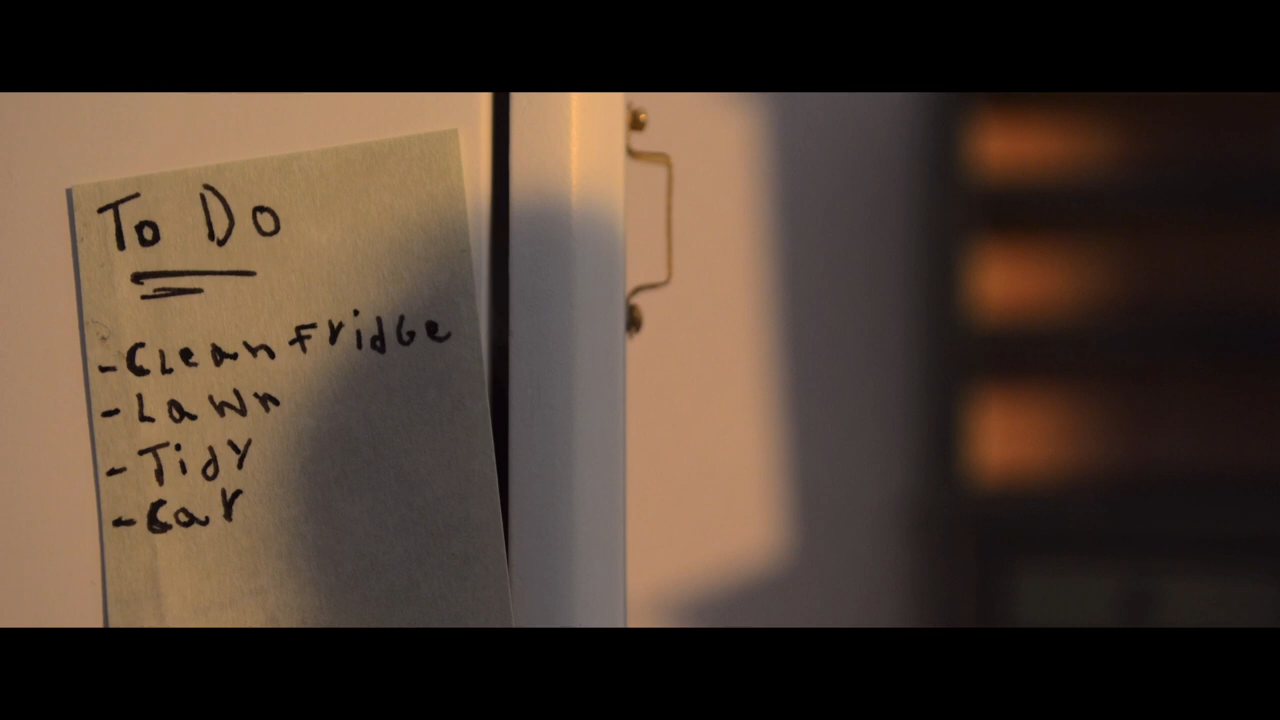 To Do
- Clean Fridge
- Lawn
- Tidy
- Car